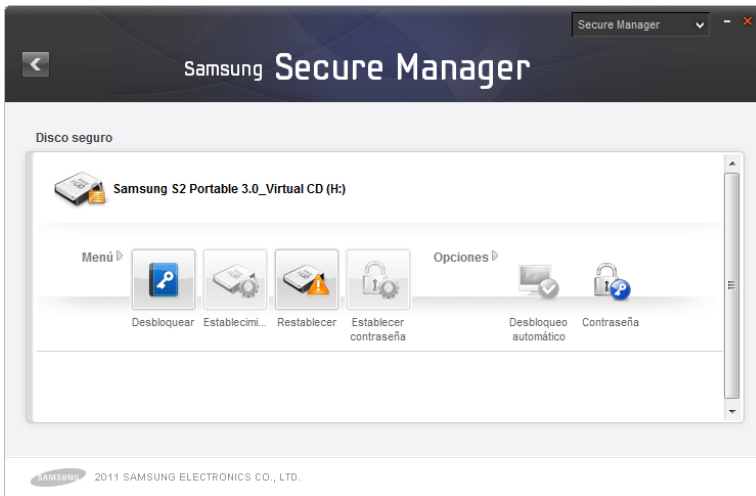 Secure Manager
Samsung Secure Manager
Disco seguro
Samsung S2 Portable 3.0_Virtual CD (H:)
Menú
Opciones
Desbloquear Establecimi... Restablecer Establecer contraseña Desbloqueo automático Contraseña
SAMSUNG 2011 SAMSUNG ELECTRONICS CO., LTD.